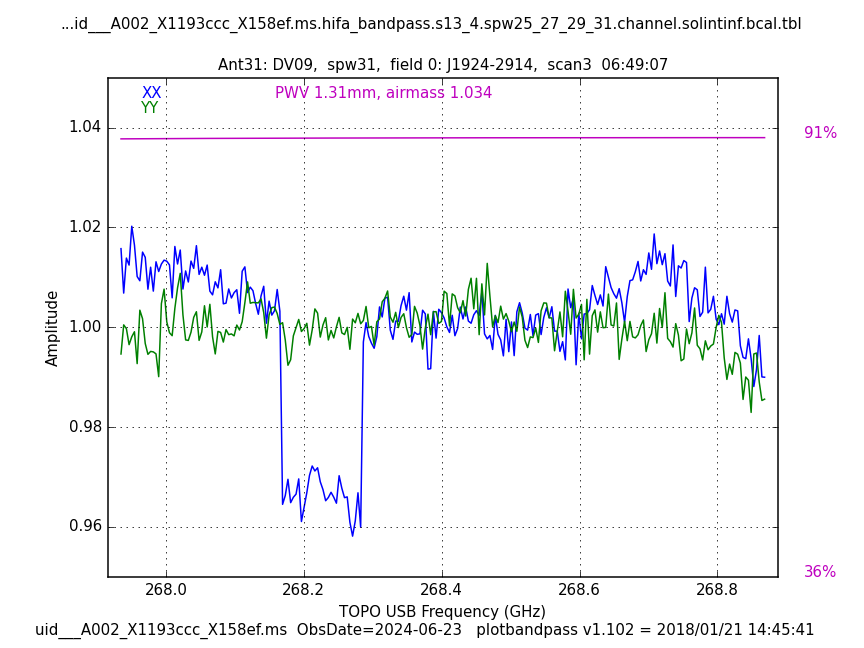 ...id___A002_X1193ccc_X158ef.ms.hifa_bandpass.s13_4.spw25_27_29_31.channel.solintinf.bcal.tbl
Ant31: DV09,  spw31,  field 0: J1924-2914,  scan3  06:49:07
XX
PWV 1.31mm, airmass 1.034
YY
1.04
91%
1.02
1.00
Amplitude
0.98
0.96
36%
268.0 268.2 268.4 268.6 268.8
TOPO USB Frequency (GHz)
uid___A002_X1193ccc_X158ef.ms  ObsDate=2024-06-23   plotbandpass v1.102 = 2018/01/21 14:45:41